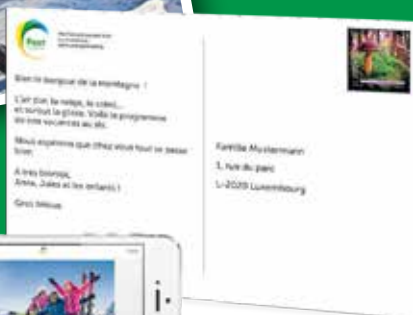 Post
Bien le bonjour de la montagne !
L'air pur, la neige, le soleil...
et surtout la glisse. Voilà le programme
de nos vacances au ski.
Nous espérons que chez vous tout se passe
bien.
A très bientôt,
Anne, Jules et les enfants !
Gros bisous
Famille Mustermann
1, rue du parc
L-2020 Luxembourg